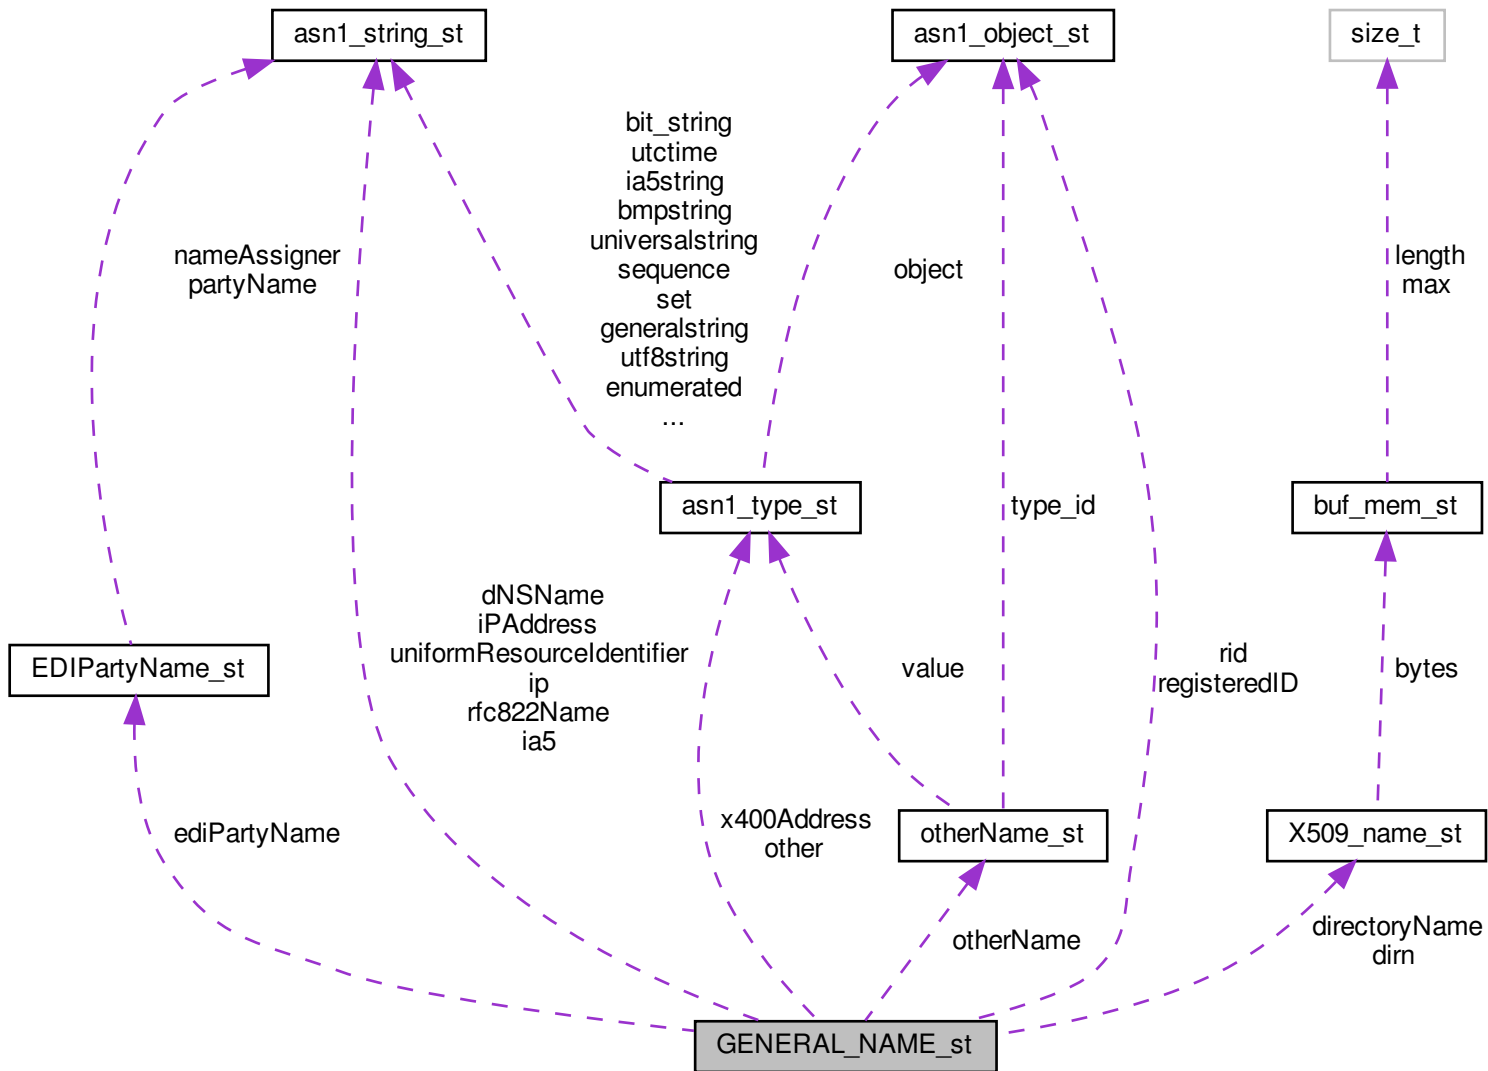 asn1_string_st
asn1_object_st
size_t
bit_string
utctime
ia5string
bmpstring
universalstring
sequence
set
generalstring
utf8string
enumerated
...
nameAssigner
partyName
object
length
max
asn1_type_st
type_id
buf_mem_st
dNSName
iPAddress
uniformResourceIdentifier
ip
rfc822Name
ia5
EDIPartyName_st
value
rid
registeredID
bytes
ediPartyName
x400Address
other
otherName_st
X509_name_st
otherName
directoryName
dirn
GENERAL_NAME_st